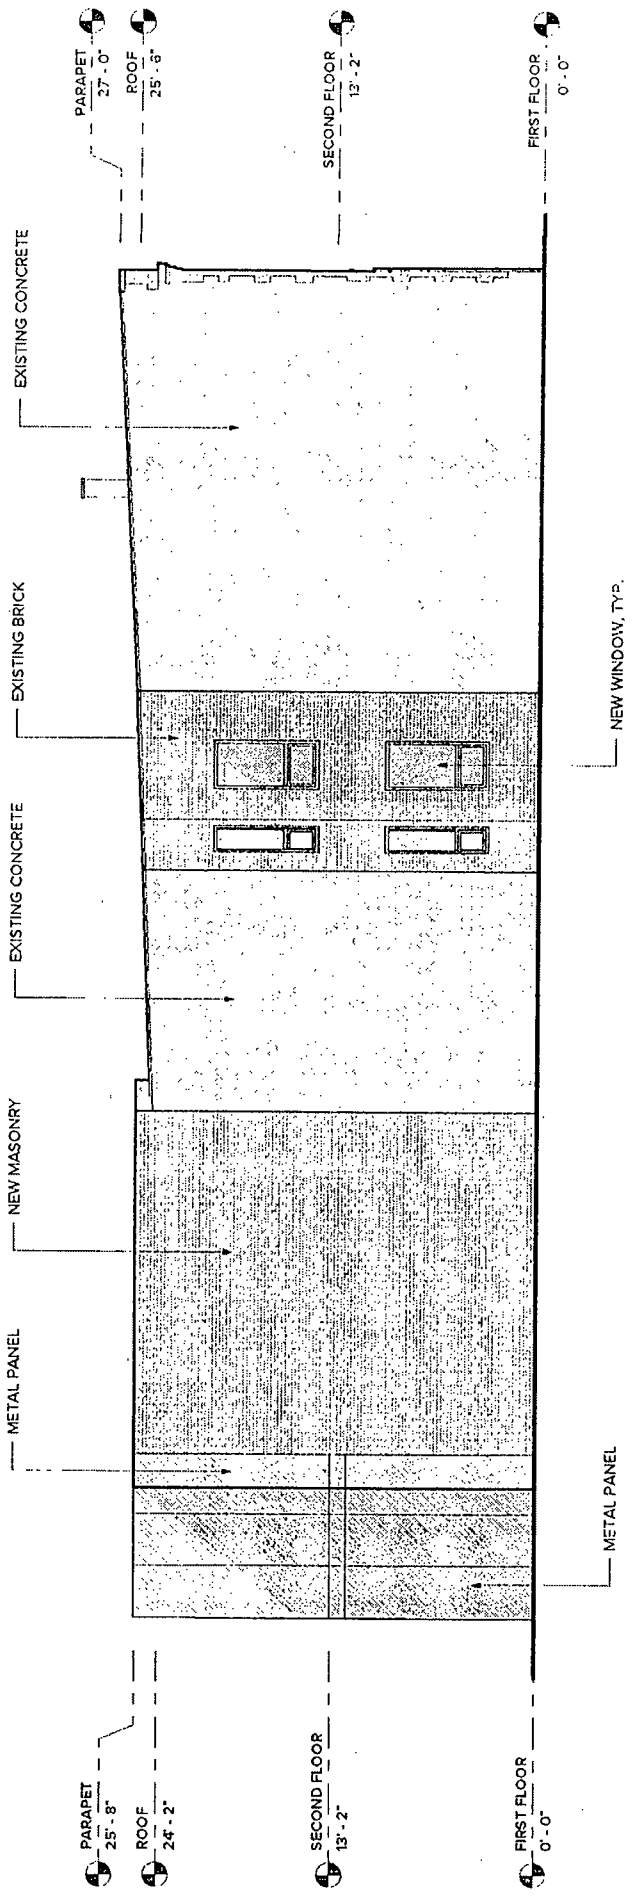 PARAPET
27' - 0"
ROOF
25' - 6"
SECOND FLOOR
13' - 2"
FIRST FLOOR
0' - 0"
EXISTING CONCRETE
EXISTING BRICK
EXISTING CONCRETE
NEW MASONRY
METAL PANEL
NEW WINDOW, TYP.
METAL PANEL
PARAPET
25' - 8"
ROOF
24' - 2"
SECOND FLOOR
13' - 2"
FIRST FLOOR
0' - 0"